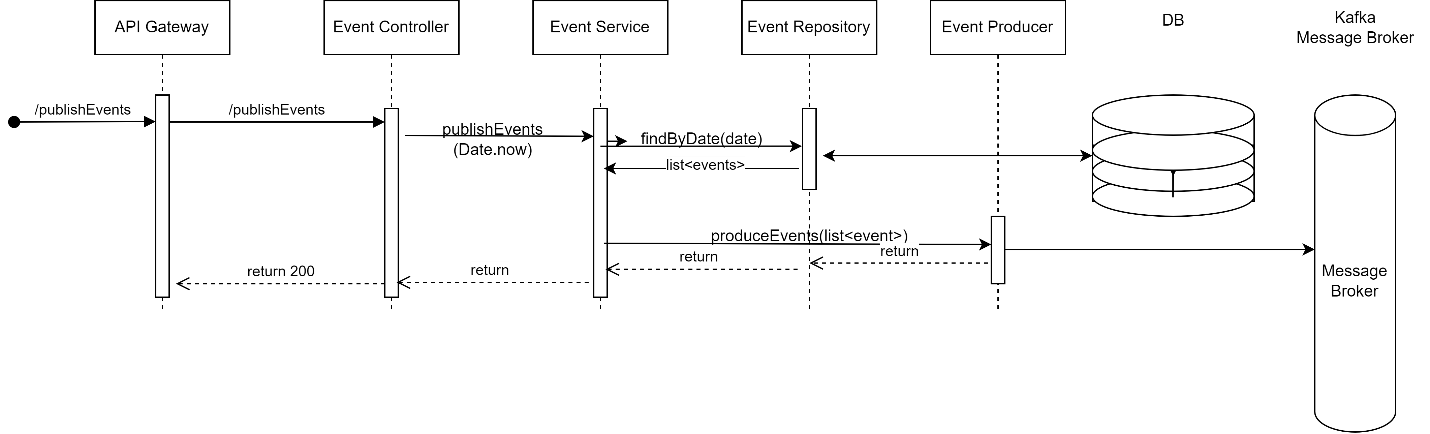 API Gateway
Event Controller
Event Service
Event Repository
Event Producer
DB
Kafka
Message Broker
/publishEvents
/publishEvents
publishEvents
(Date.now)
findByDate(date)
list<events>
produceEvents(list<event>)
return
return
return
return 200
Message
Broker